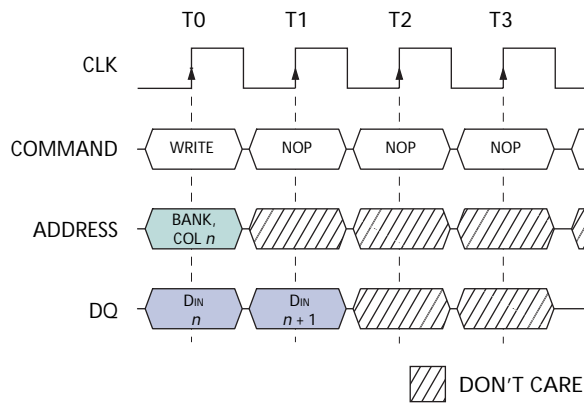 T0 T1 T2 T3
CLK
COMMAND WRITE NOP NOP NOP
ADDRESS BANK,
COL n
DQ DIN
n
DIN
n + 1
DON'T CARE